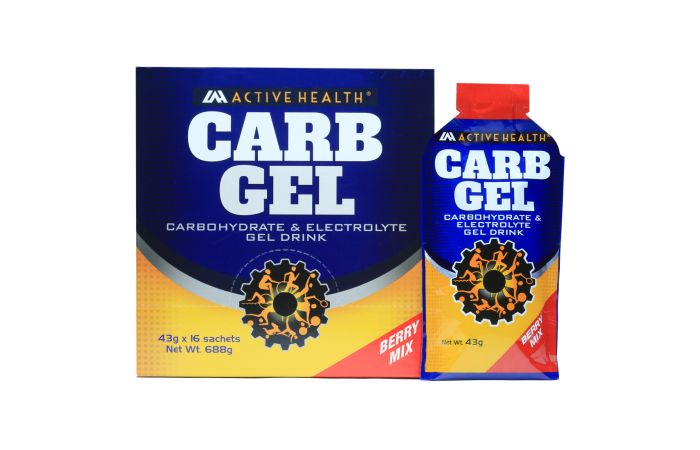 ACTIVE HEALTH®
CARB
GEL
CARBOHYDRATE & ELECTROLYTE
GEL DRINK
43g x 16 sachets
Net Wt. 688g
BERRY
MIX
ACTIVE HEALTH®
CARB
GEL
CARBOHYDRATE &
ELECTROLYTE
GEL DRINK
Net Wt. 43g
BERRY
MIX